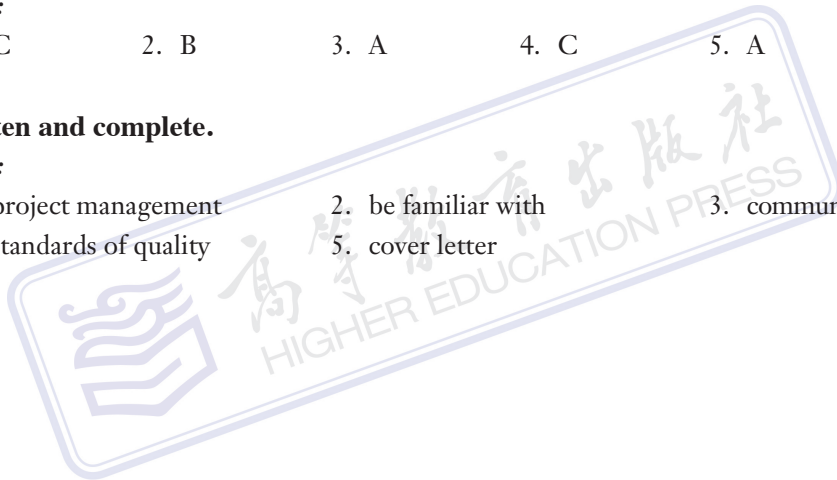 C 2. B 3. A 4. C 5. A
ten and complete.
project management 2. be familiar with 3. commun
tandards of quality 5. cover letter
高等教育出版社
HIGHER EDUCATION PRESS